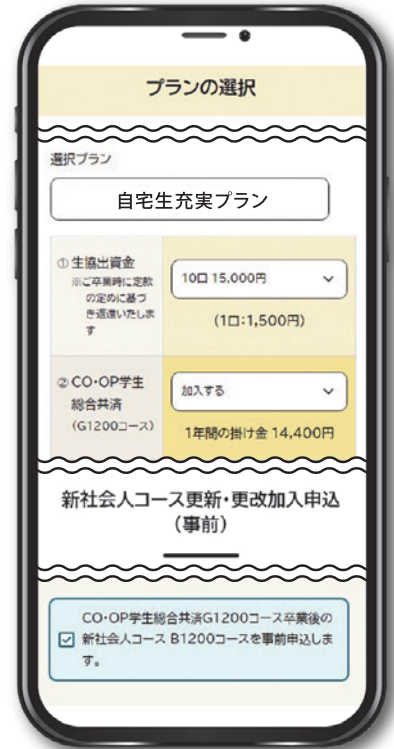 プランの選択
選択プラン
自宅生充実プラン
① 生協出資金
※ご卒業時に定款
の定めに基づ
き返還いたしま
す
10口 15,000円
(1口:1,500円)
② CO・OP学生
総合共済
(G1200コース)
加入する
1年間の掛け金 14,400円
新社会人コース更新・更改加入申込
(事前)
CO・OP学生総合共済G1200コース卒業後の
新社会人コース B1200コースを事前申込しま
す。